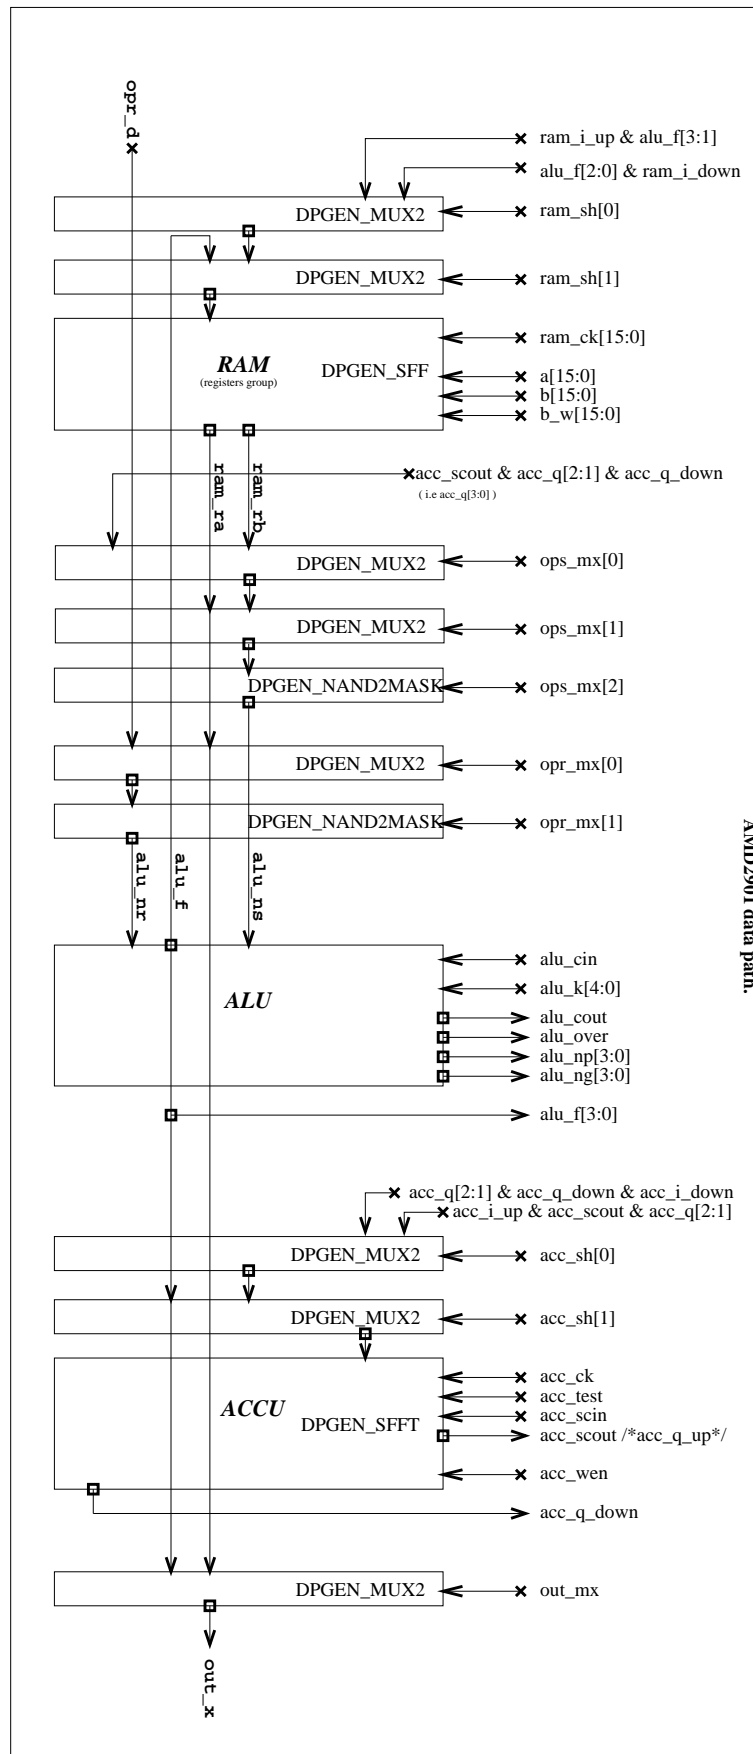 opr_d
ram_i_up & alu_f[3:1]
alu_f[2:0] & ram_i_down
DPGEN_MUX2
ram_sh[0]
DPGEN_MUX2
ram_sh[1]
RAM
(registers group)
DPGEN_SFF
ram_ck[15:0]
a[15:0]
b[15:0]
b_w[15:0]
ram_ra
ram_rb
acc_scout & acc_q[2:1] & acc_q_down
( i.e acc_q[3:0] )
DPGEN_MUX2
ops_mx[0]
DPGEN_MUX2
ops_mx[1]
DPGEN_NAND2MASK
ops_mx[2]
DPGEN_MUX2
opr_mx[0]
DPGEN_NAND2MASK
opr_mx[1]
alu_nr
alu_f
alu_ns
AMD2901 data path.
ALU
alu_cin
alu_k[4:0]
alu_cout
alu_over
alu_np[3:0]
alu_ng[3:0]
alu_f[3:0]
acc_q[2:1] & acc_q_down & acc_i_down
acc_i_up & acc_scout & acc_q[2:1]
DPGEN_MUX2
acc_sh[0]
DPGEN_MUX2
acc_sh[1]
ACCU
DPGEN_SFFT
acc_ck
acc_test
acc_scin
acc_scout /*acc_q_up*/
acc_wen
acc_q_down
DPGEN_MUX2
out_mx
out_x